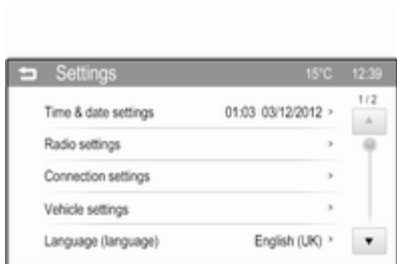 Settings 15°C 12:39
1/2
Time & date settings 01:03 03/12/2012 >
Radio settings >
Connection settings >
Vehicle settings >
Language (language) English (UK) >